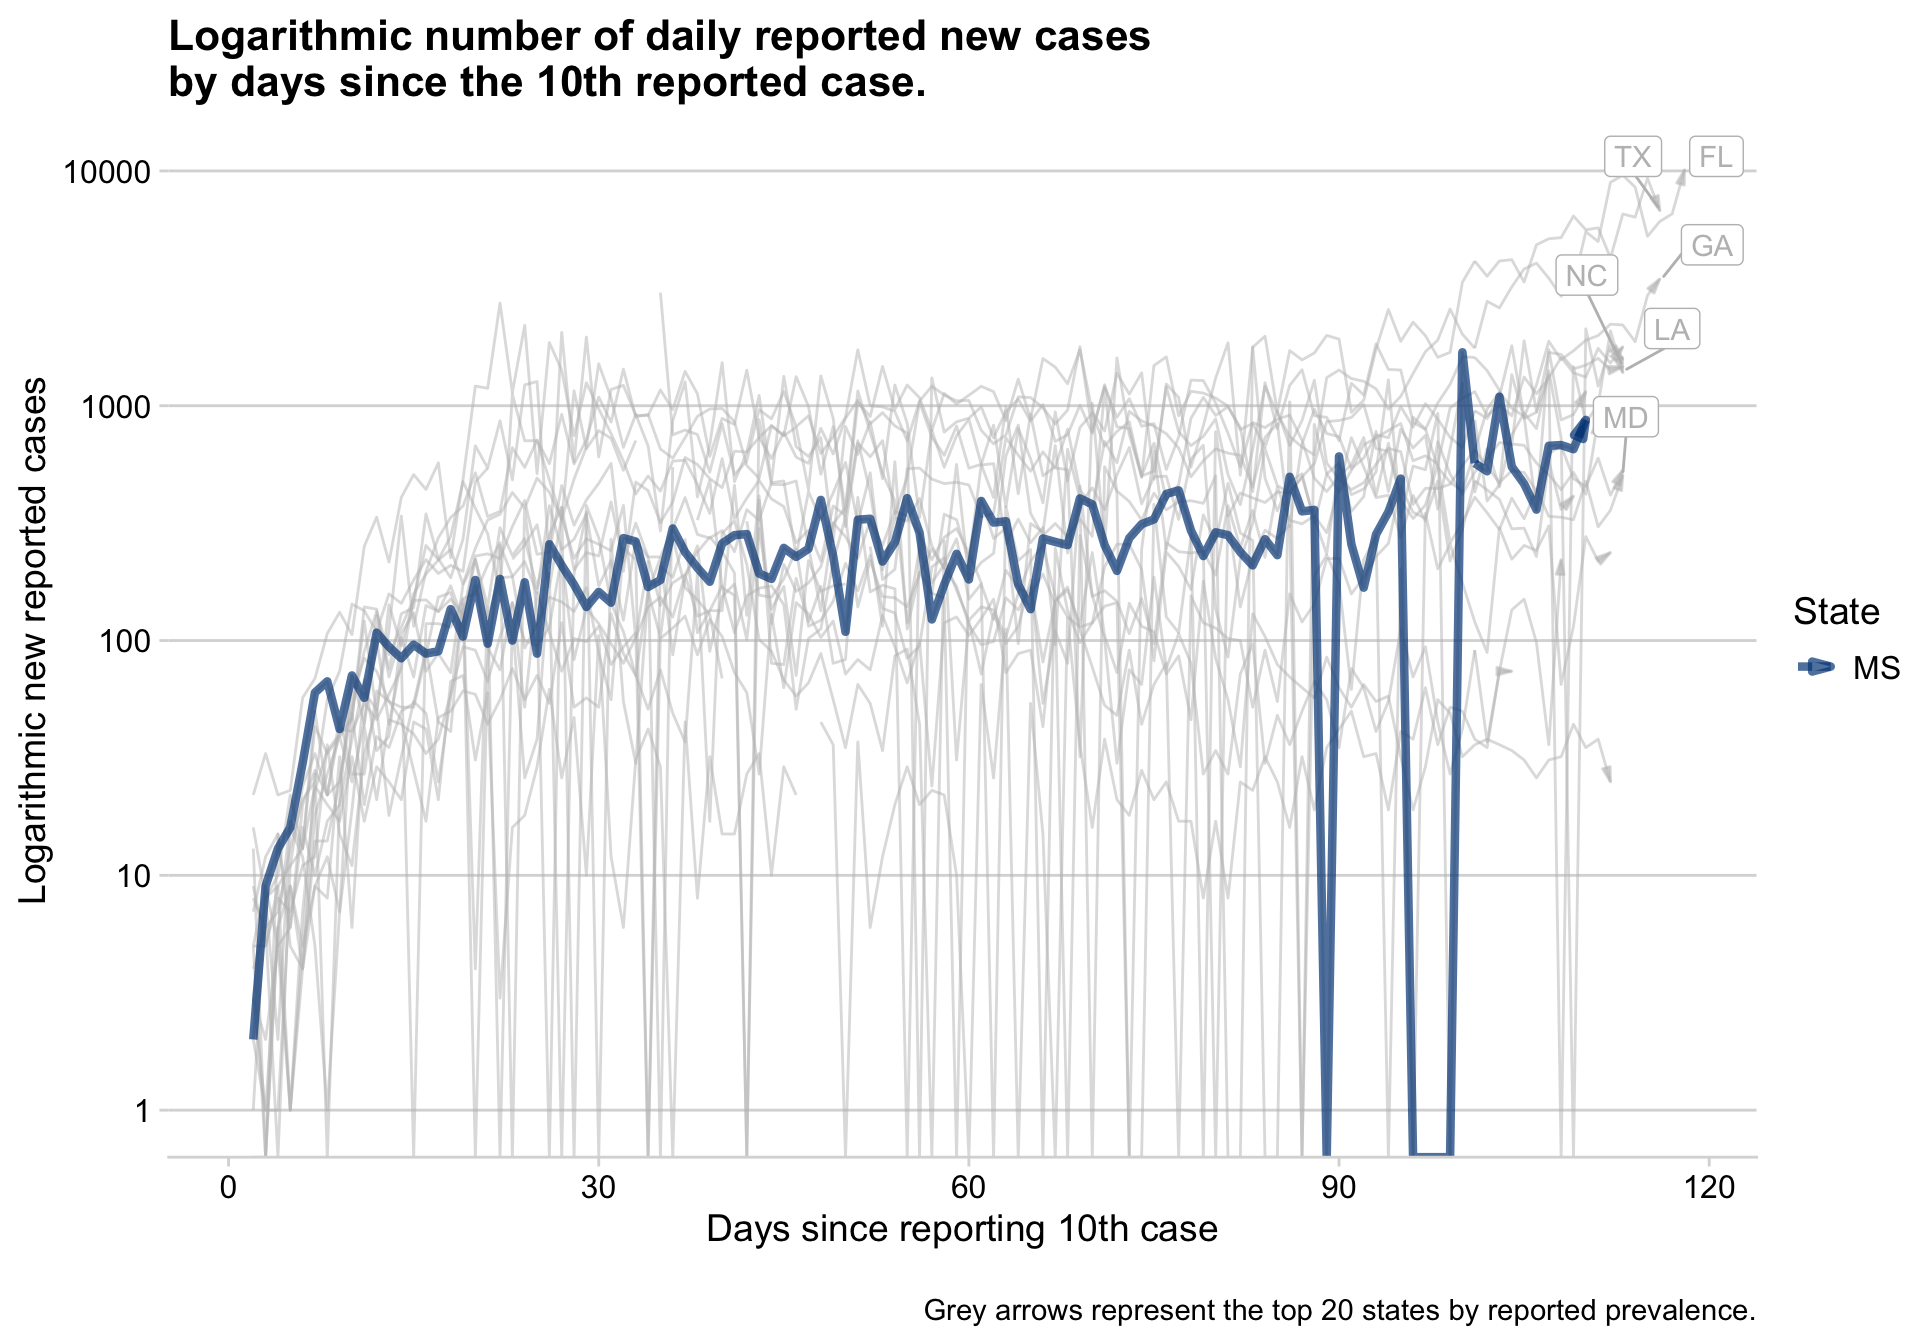 Logarithmic number of daily reported new cases
by days since the 10th reported case.
Logarithmic new reported cases
10000
1000
100
10
1
TX
FL
GA
NC
LA
MD
State
MS
0
30
60
90
120
Days since reporting 10th case
Grey arrows represent the top 20 states by reported prevalence.